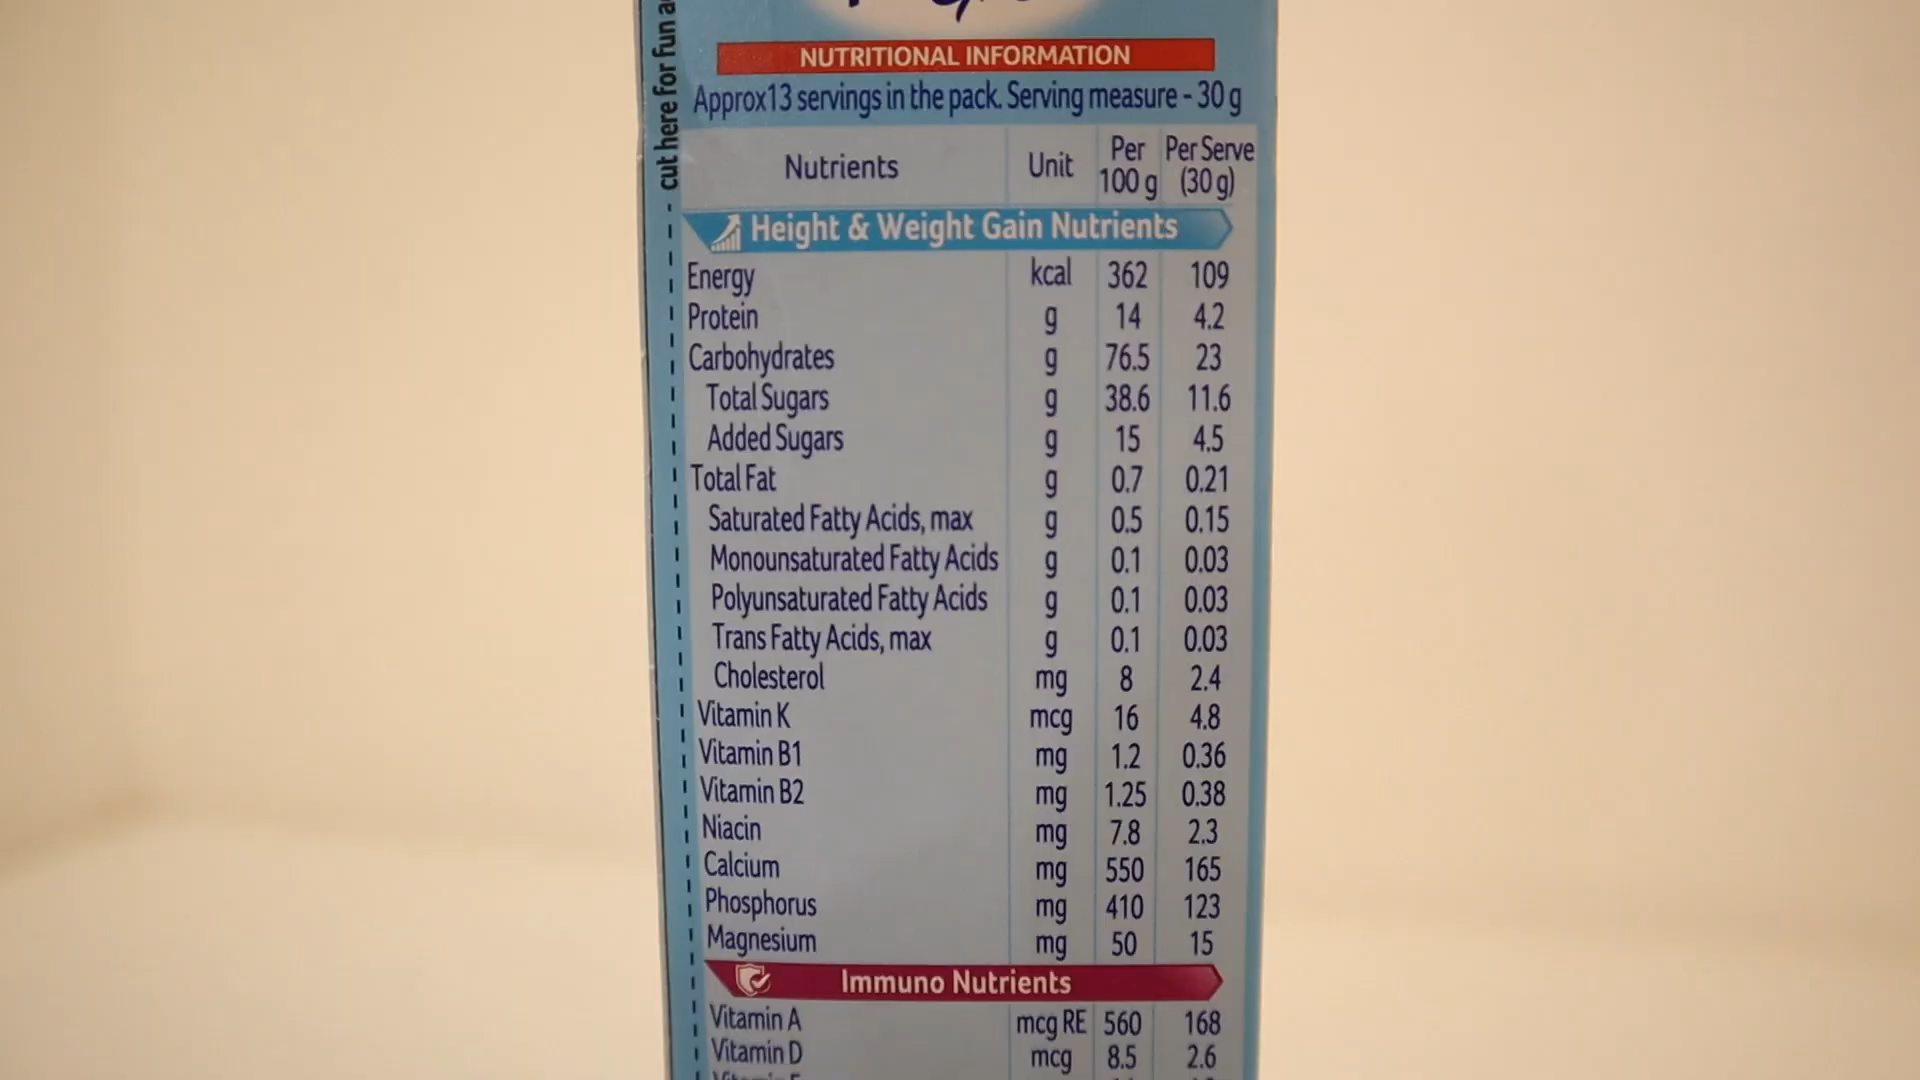 cut here for fun a
NUTRITIONAL INFORMATION
Approx13 servings in the pack. Serving measure - 30 g
Nutrients Unit Per 100 g Per Serve (30 g)
Height & Weight Gain Nutrients
Energy kcal 362 109
Protein g 14 4.2
Carbohydrates g 76.5 23
Total Sugars g 38.6 11.6
Added Sugars g 15 4.5
Total Fat g 0.7 0.21
Saturated Fatty Acids, max g 0.5 0.15
Monounsaturated Fatty Acids g 0.1 0.03
Polyunsaturated Fatty Acids g 0.1 0.03
Trans Fatty Acids, max g 0.1 0.03
Cholesterol mg 8 2.4
Vitamin K mcg 16 4.8
Vitamin B1 mg 1.2 0.36
Vitamin B2 mg 1.25 0.38
Niacin mg 7.8 2.3
Calcium mg 550 165
Phosphorus mg 410 123
Magnesium mg 50 15
Immuno Nutrients
Vitamin A mcg RE 560 168
Vitamin D mcg 8.5 2.6